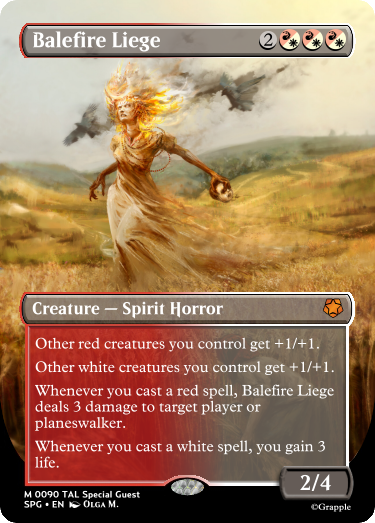 Balefire Liege 2
Creature — Spirit Horror
Other red creatures you control get +1/+1.
Other white creatures you control get +1/+1.
Whenever you cast a red spell, Balefire Liege
deals 3 damage to target player or
planeswalker.
Whenever you cast a white spell, you gain 3
life.
2/4
M 0090 TAL Special Guest
SPG • EN OLGA M.
©Grapple